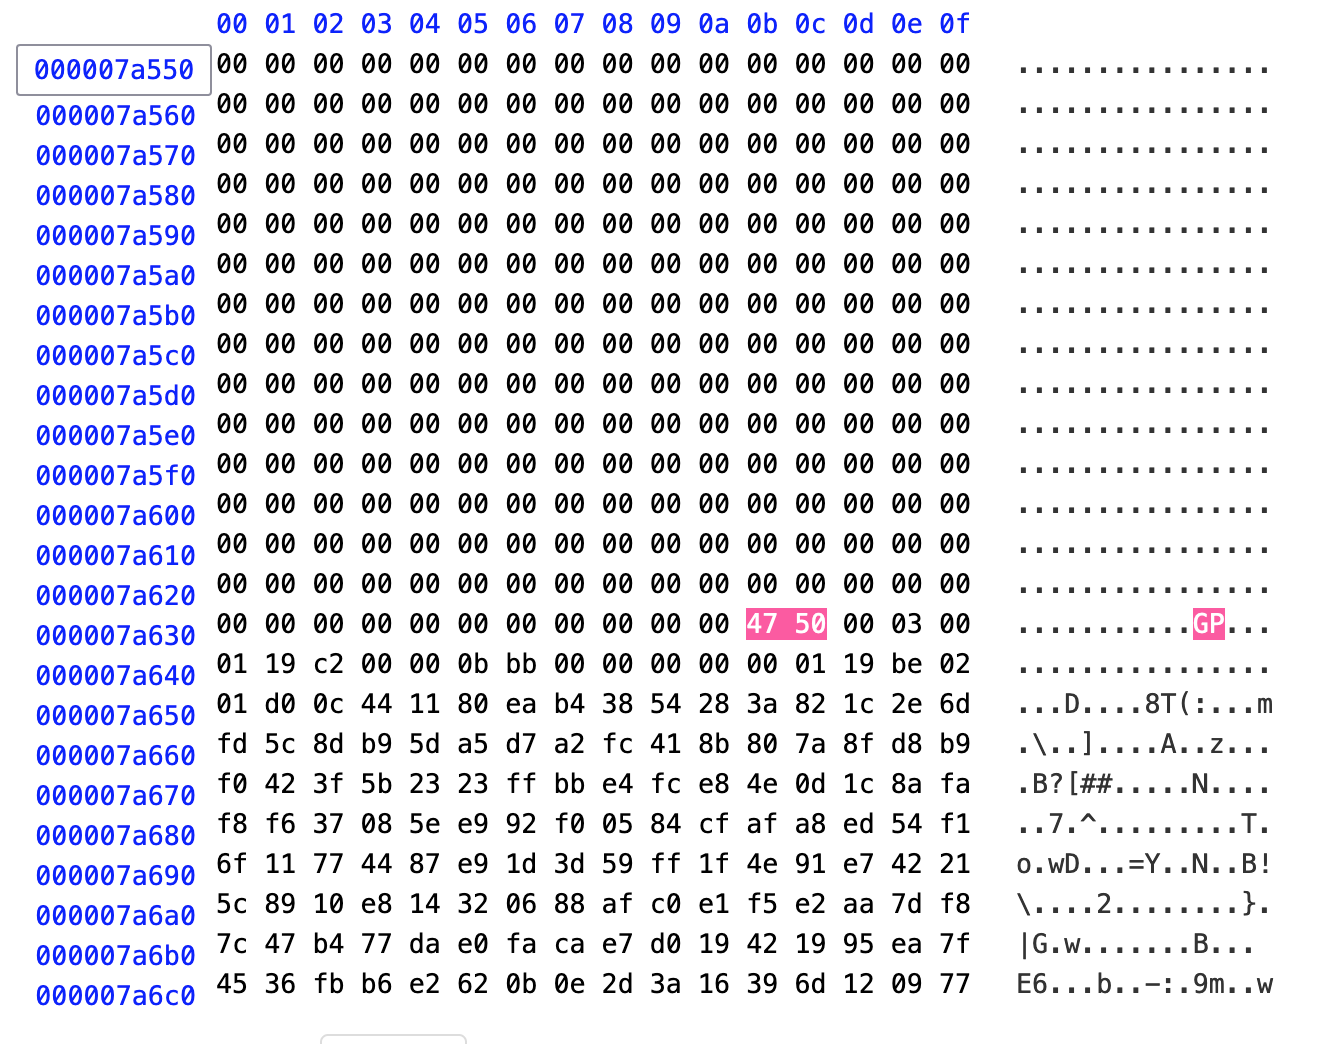 00 01 02 03 04 05 06 07 08 09 0a 0b 0c 0d 0e 0f
000007a550 00 00 00 00 00 00 00 00 00 00 00 00 00 00 00 00 ................
000007a560 00 00 00 00 00 00 00 00 00 00 00 00 00 00 00 00 ................
000007a570 00 00 00 00 00 00 00 00 00 00 00 00 00 00 00 00 ................
000007a580 00 00 00 00 00 00 00 00 00 00 00 00 00 00 00 00 ................
000007a590 00 00 00 00 00 00 00 00 00 00 00 00 00 00 00 00 ................
000007a5a0 00 00 00 00 00 00 00 00 00 00 00 00 00 00 00 00 ................
000007a5b0 00 00 00 00 00 00 00 00 00 00 00 00 00 00 00 00 ................
000007a5c0 00 00 00 00 00 00 00 00 00 00 00 00 00 00 00 00 ................
000007a5d0 00 00 00 00 00 00 00 00 00 00 00 00 00 00 00 00 ................
000007a5e0 00 00 00 00 00 00 00 00 00 00 00 00 00 00 00 00 ................
000007a5f0 00 00 00 00 00 00 00 00 00 00 00 00 00 00 00 00 ................
000007a600 00 00 00 00 00 00 00 00 00 00 00 00 00 00 00 00 ................
000007a610 00 00 00 00 00 00 00 00 00 00 00 00 00 00 00 00 ................
000007a620 00 00 00 00 00 00 00 00 00 00 00 00 00 00 00 00 ................
000007a630 00 00 00 00 00 00 00 00 00 00 00 47 50 00 03 00 ...........GP...
000007a640 01 19 c2 00 00 0b bb 00 00 00 00 00 01 19 be 02 ................
000007a650 01 d0 0c 44 11 80 ea b4 38 54 28 3a 82 1c 2e 6d ...D....8T(:...m
000007a660 fd 5c 8d b9 5d a5 d7 a2 fc 41 8b 80 7a 8f d8 b9 .\..]....A..z...
000007a670 f0 42 3f 5b 23 23 ff bb e4 fc e8 4e 0d 1c 8a fa .B?[##.....N....
000007a680 f8 f6 37 08 5e e9 92 f0 05 84 cf af a8 ed 54 f1 ..7.^.........T.
000007a690 6f 11 77 44 87 e9 1d 3d 59 ff 1f 4e 91 e7 42 21 o.wD...=Y..N..B!
000007a6a0 5c 89 10 e8 14 32 06 88 af c0 e1 f5 e2 aa 7d f8 \....2........}.
000007a6b0 7c 47 b4 77 da e0 fa ca e7 d0 19 42 19 95 ea 7f |G.w.......B...
000007a6c0 45 36 fb b6 e2 62 0b 0e 2d 3a 16 39 6d 12 09 77 E6...b..-:.9m..w